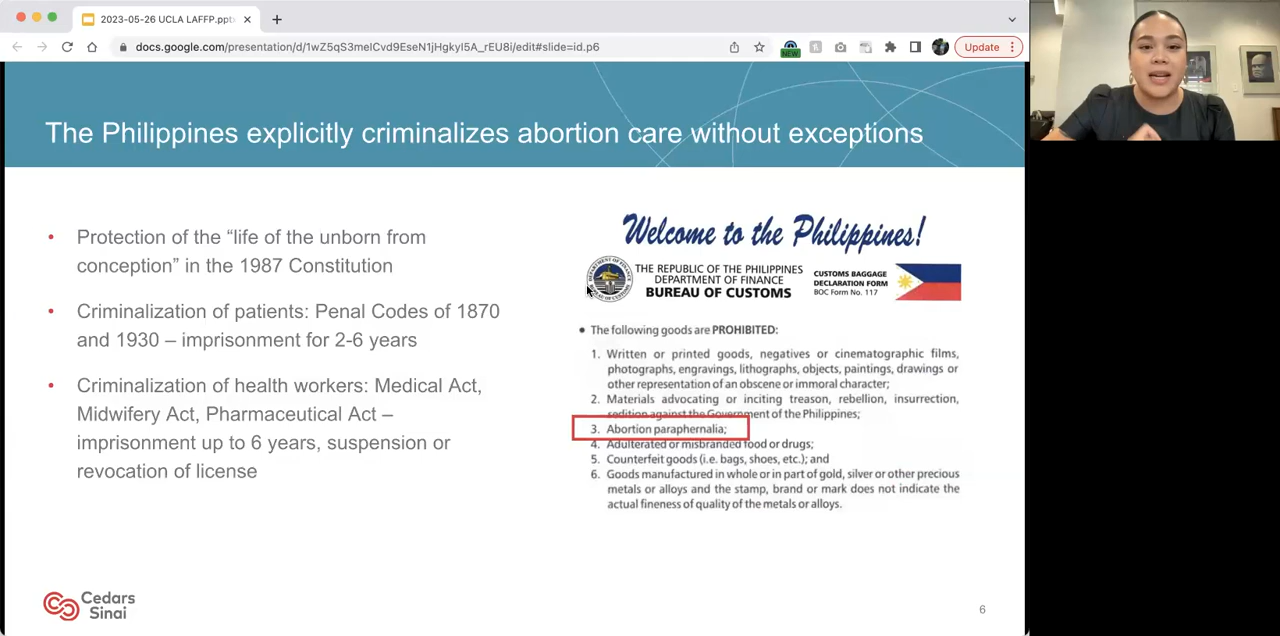 2023-05-26 UCLA LAFFP.ppt
docs.google.com/presentation/d/1wZ5qS3melCvd9EseN1jHgkyl5A_rEU8i/edit#slide=id.p6
NEW
Update
The Philippines explicitly criminalizes abortion care without exceptions
• Protection of the “life of the unborn from
conception” in the 1987 Constitution
• Criminalization of patients: Penal Codes of 1870
and 1930 – imprisonment for 2-6 years
• Criminalization of health workers: Medical Act,
Midwifery Act, Pharmaceutical Act –
imprisonment up to 6 years, suspension or
revocation of license
Welcome to the Philippines!
THE REPUBLIC OF THE PHILIPPINES
DEPARTMENT OF FINANCE
BUREAU OF CUSTOMS
CUSTOMS BAGGAGE
DECLARATION FORM
BOC Form No. 117
• The following goods are PROHIBITED:
1. Written or printed goods, negatives or cinematographic films,
photographs, engravings, lithographs, objects, paintings, drawings or
other representation of an obscene or immoral character;
2. Materials advocating or inciting treason, rebellion, insurrection,
against the Government of the Philippines;
3. Abortion paraphernalia;
4. Adulterated or misbranded food or drugs;
5. Counterfeit goods (i.e. bags, shoes, etc.); and
6. Goods manufactured in whole or in part of gold, silver or other precious
metals or alloys and the stamp, brand or mark does not indicate the
actual fineness of quality of the metals or alloys.
Cedars
Sinai
6